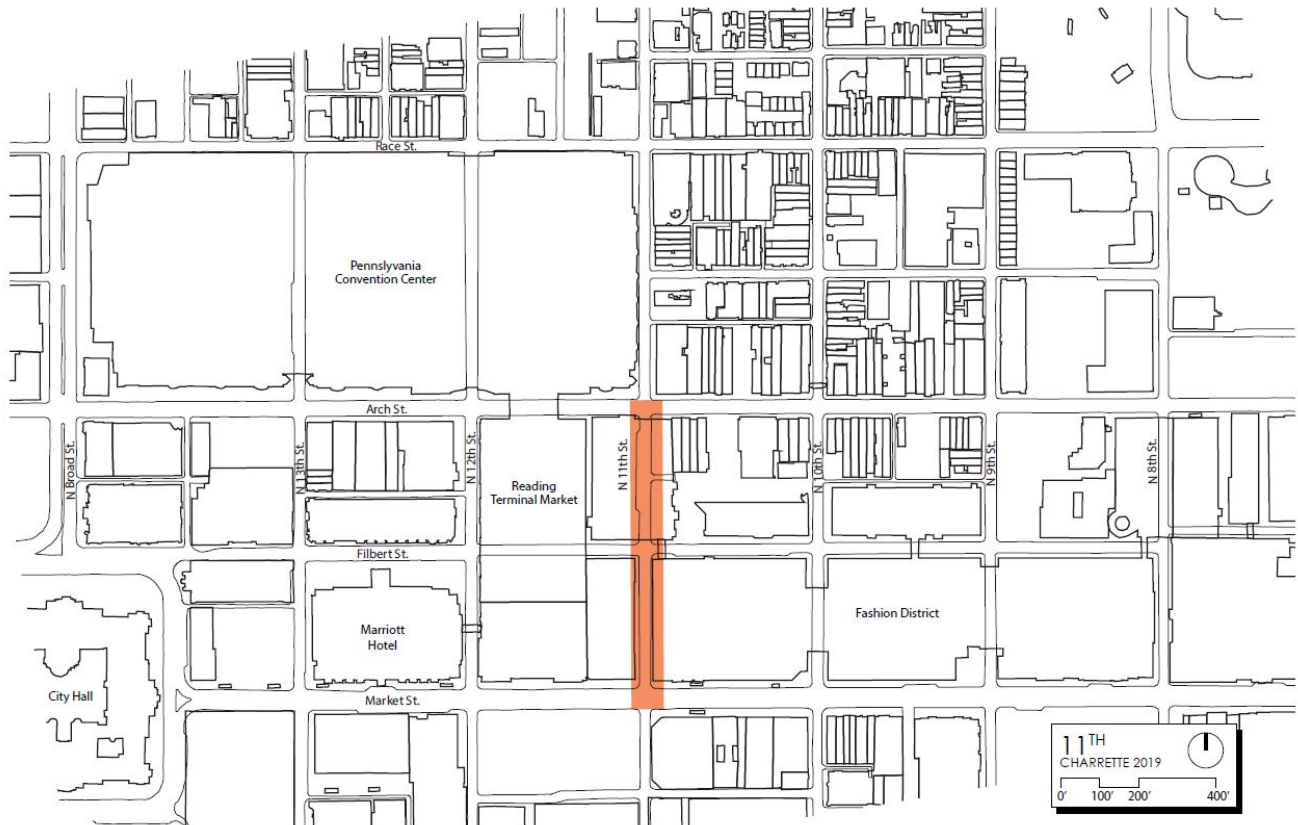 Race St.
Pennslyvania
Convention Center
Arch St.
N Broad St.
N 13th St.
N 12th St.
N 11th St.
N 10th St.
N 9th St.
N 8th St.
Reading
Terminal Market
Filbert St.
Marriott
Hotel
Fashion District
City Hall
Market St.
11TH
CHARRETTE 2019
0' 100' 200' 400'